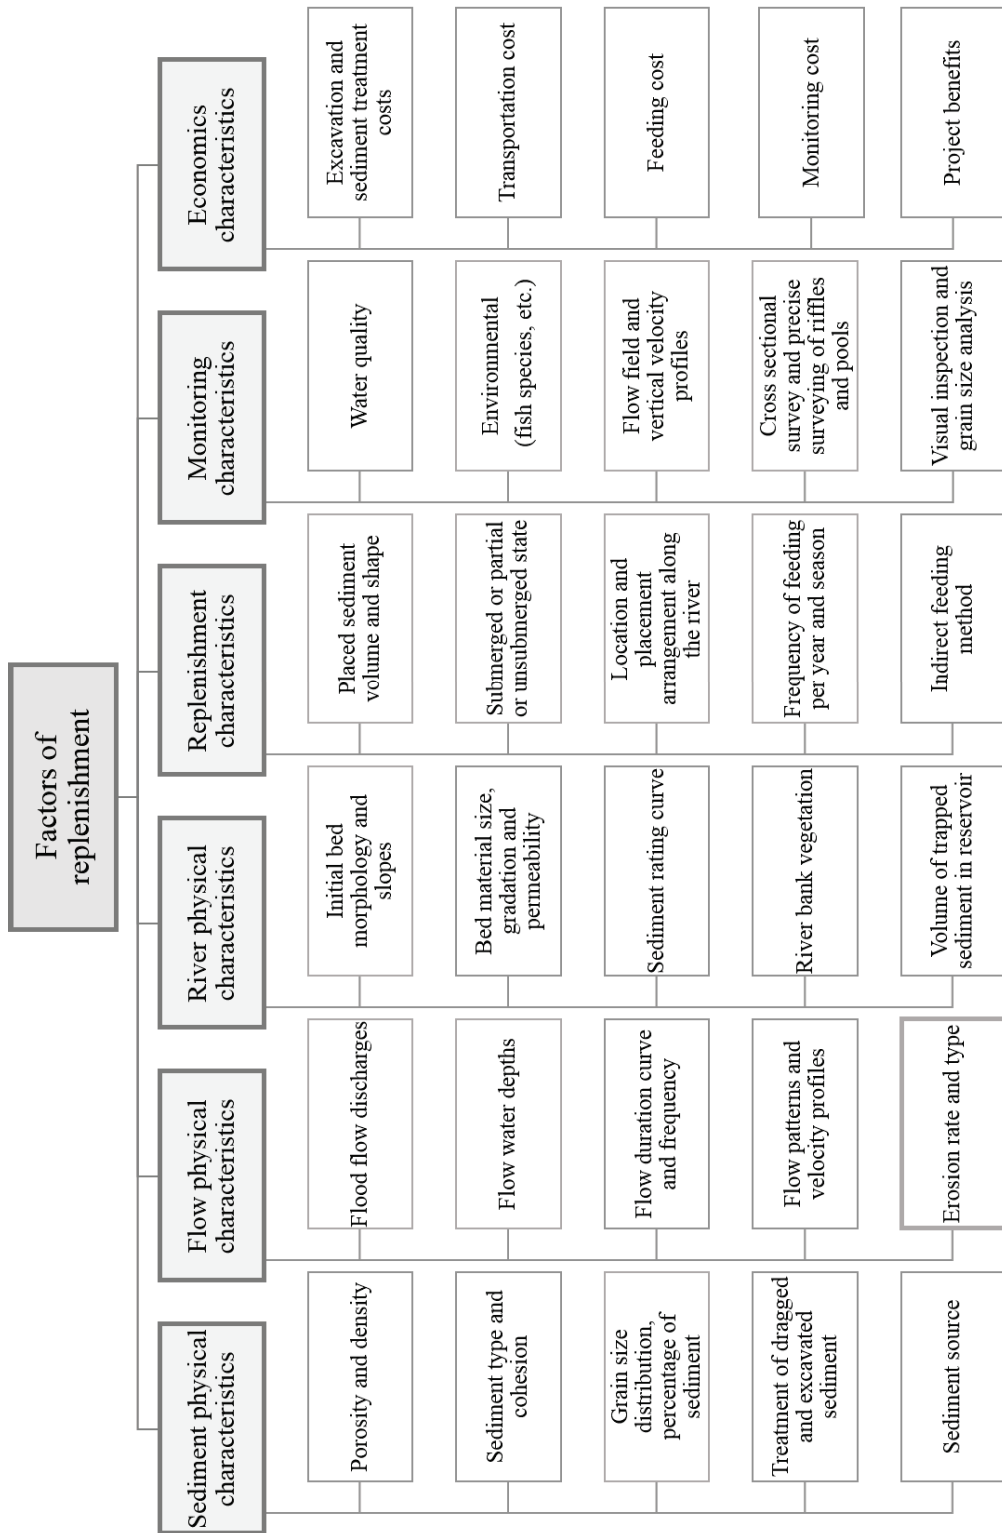 Factors of
replenishment
Sediment physical
characteristics
Porosity and density
Sediment type and
cohesion
Grain size
distribution,
percentage of
sediment
Treatment of dragged
and excavated
sediment
Sediment source
Flow physical
characteristics
Flood flow discharges
Flow water depths
Flow duration curve
and frequency
Flow patterns and
velocity profiles
Erosion rate and type
River physical
characteristics
Initial bed
morphology and
slopes
Bed material size,
gradation and
permeability
Sediment rating curve
River bank vegetation
Volume of trapped
sediment in reservoir
Replenishment
characteristics
Placed sediment
volume and shape
Submerged or partial
or unsubmerged state
Location and
placement
arrangement along
the river
Frequency of feeding
per year and season
Indirect feeding
method
Monitoring
characteristics
Water quality
Environmental
(fish species, etc.)
Flow field and
vertical velocity
profiles
Cross sectional
survey and precise
surveying of riffles
and pools
Visual inspection and
grain size analysis
Economics
characteristics
Excavation and
sediment treatment
costs
Transportation cost
Feeding cost
Monitoring cost
Project benefits